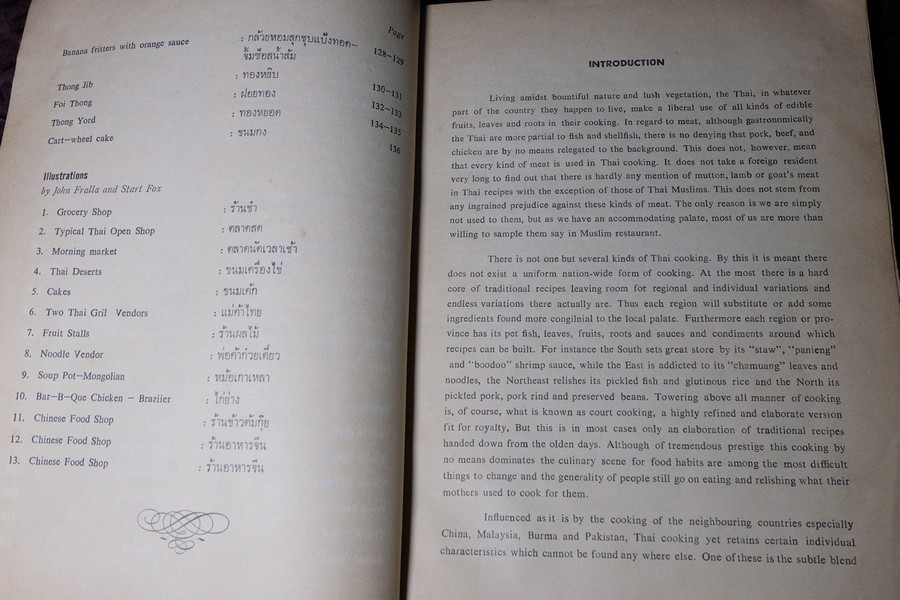 Page
Banana fritters with orange sauce : กล้วยหอมสุกชุบแป้งทอด– 128–129
จิ้มซ๊อสน้ำส้ม
Thong Jib : ทองหยิบ 130–131
Foi Thong : ฝอยทอง 132–133
Thong Yord : ทองหยอด 134–135
Cart–wheel cake : ขนมกง 136
Illustrations
by John Fralla and Start Fox
1. Grocery Shop : ร้านชำ
2. Typical Thai Open Shop : ตลาดสด
3. Morning market : ตลาดนัดเวลาเช้า
4. Thai Deserts : ขนมเครื่องไข่
5. Cakes : ขนมเค้ก
6. Two Thai Gril Vendors : แม่ค้าไทย
7. Fruit Stalls : ร้านผลไม้
8. Noodle Vendor : พ่อค้าก๋วยเตี๋ยว
9. Soup Pot–Mongolian : หม้อเกาเหลา
10. Bar–B–Que Chicken – Braziier : ไก่ย่าง
11. Chinese Food Shop : ร้านข้าวต้มกุ๊ย
12. Chinese Food Shop : ร้านอาหารจีน
13. Chinese Food Shop : ร้านอาหารจีน
INTRODUCTION
Living amidst bountiful nature and lush vegetation, the Thai, in whatever
part of the country they happen to live, make a liberal use of all kinds of edible
fruits, leaves and roots in their cooking. In regard to meat, although gastronomically
the Thai are more partial to fish and shellfish, there is no denying that pork, beef, and
chicken are by no means relegated to the background. This does not, however, mean
that every kind of meat is used in Thai cooking. It does not take a foreign resident
very long to find out that there is hardly any mention of mutton, lamb or goat's meat
in Thai recipes with the exception of those of Thai Muslims. This does not stem from
any ingrained prejudice against these kinds of meat. The only reason is we are simply
not used to them, but as we have an accommodating palate, most of us are more than
willing to sample them say in Muslim restaurant.
There is not one but several kinds of Thai cooking. By this it is meant there
does not exist a uniform nation-wide form of cooking. At the most there is a hard
core of traditional recipes leaving room for regional and individual variations and
endless variations there actually are. Thus each region will substitute or add some
ingredients found more congilnial to the local palate. Furthermore each region or pro-
vince has its pet fish, leaves, fruits, roots and sauces and condiments around which
recipes can be built. For instance the South sets great store by its "staw", "panieng"
and "boodoo" shrimp sauce, while the East is addicted to its "chamuang" leaves and
noodles, the Northeast relishes its pickled fish and glutinous rice and the North its
pickled pork, pork rind and preserved beans. Towering above all manner of cooking
is, of course, what is known as court cooking, a highly refined and elaborate version
fit for royalty, But this is in most cases only an elaboration of traditional recipes
handed down from the olden days. Although of tremendous prestige this cooking by
no means dominates the culinary scene for food habits are among the most difficult
things to change and the generality of people still go on eating and relishing what their
mothers used to cook for them.
Influenced as it is by the cooking of the neighbouring countries especially
China, Malaysia, Burma and Pakistan, Thai cooking yet retains certain individual
characteristics which cannot be found any where else. One of these is the subtle blend